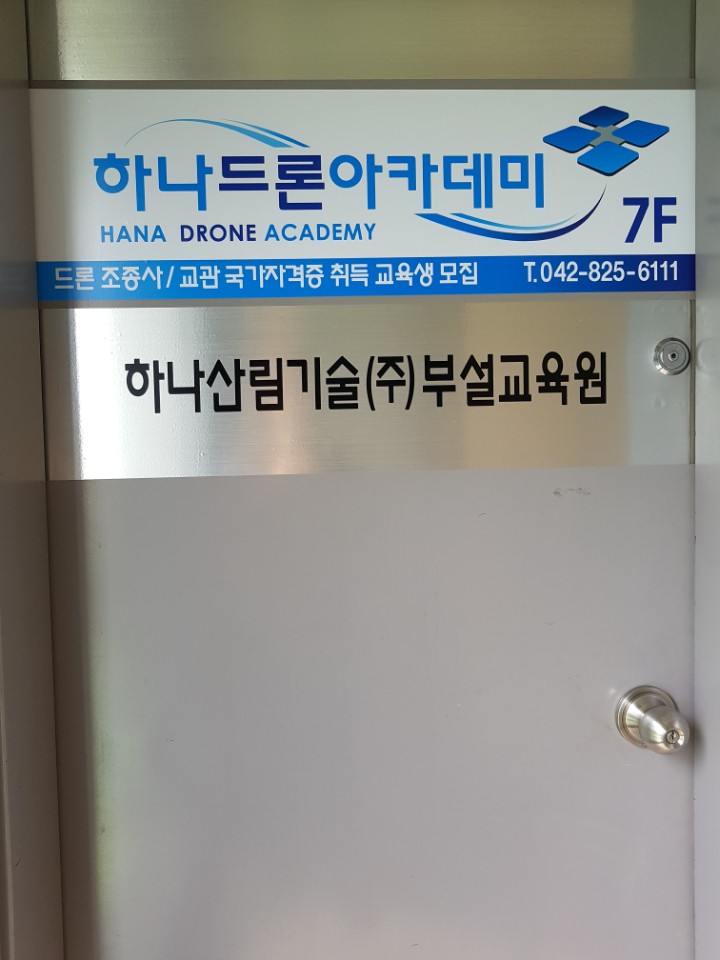 하나드론아카데미
HANA DRONE ACADEMY 7F
드론 조종사 / 교관 국가자격증 취득 교육생 모집 T. 042-825-6111
하나산림기술(주)부설교육원